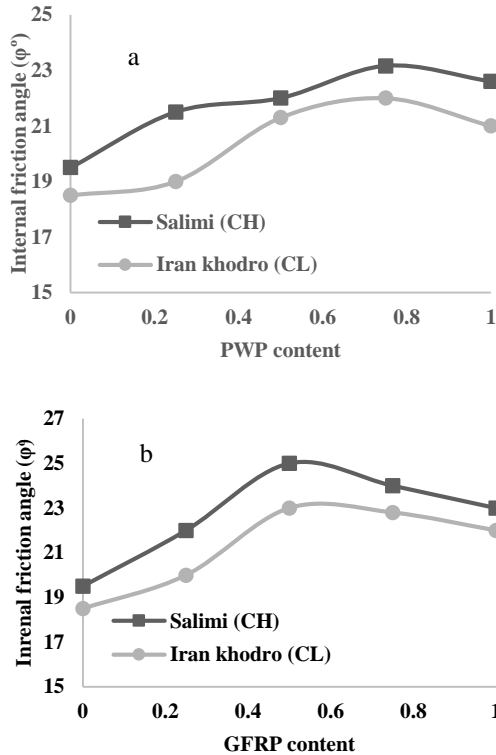 a
Internal friction angle (φº)
25
23
21
19
17
15
Salimi (CH)
Iran khodro (CL)
0 0.2 0.4 0.6 0.8 1
PWP content
b
Inrenal friction angle (φ)
27
25
23
21
19
17
15
Salimi (CH)
Iran khodro (CL)
0 0.2 0.4 0.6 0.8 1
GFRP content